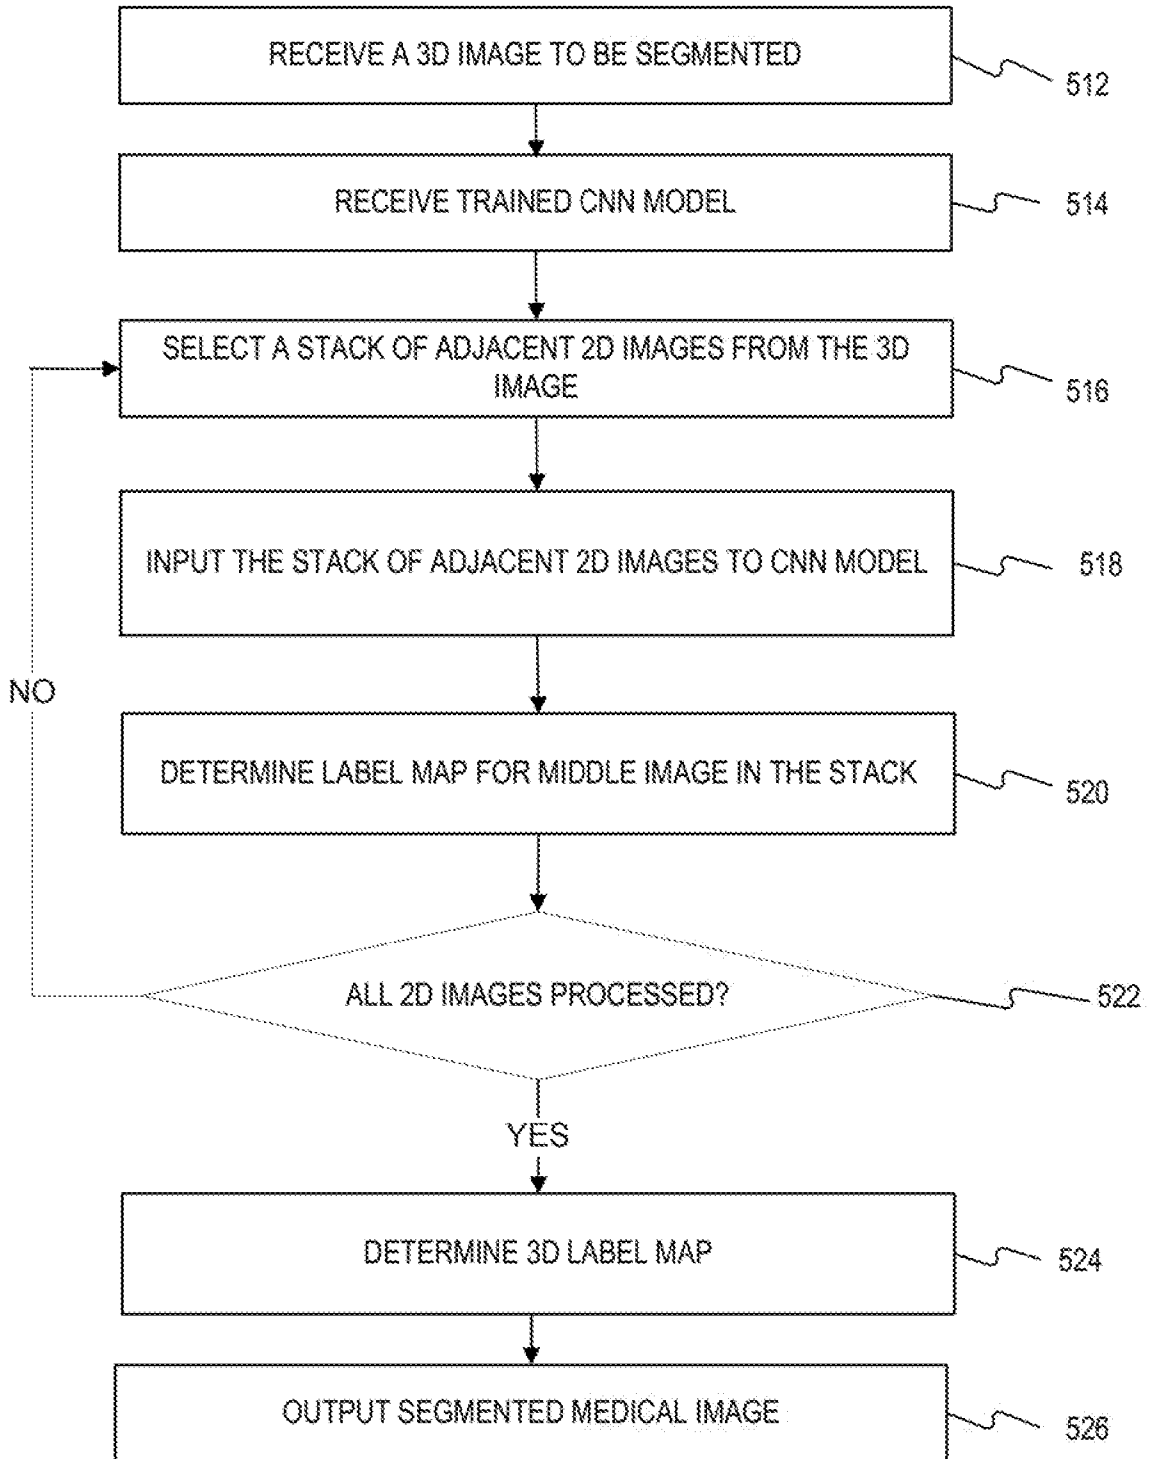 RECEIVE A 3D IMAGE TO BE SEGMENTED
512
RECEIVE TRAINED CNN MODEL
514
SELECT A STACK OF ADJACENT 2D IMAGES FROM THE 3D
IMAGE
516
INPUT THE STACK OF ADJACENT 2D IMAGES TO CNN MODEL
518
NO
DETERMINE LABEL MAP FOR MIDDLE IMAGE IN THE STACK
520
ALL 2D IMAGES PROCESSED?
522
YES
DETERMINE 3D LABEL MAP
524
OUTPUT SEGMENTED MEDICAL IMAGE
526